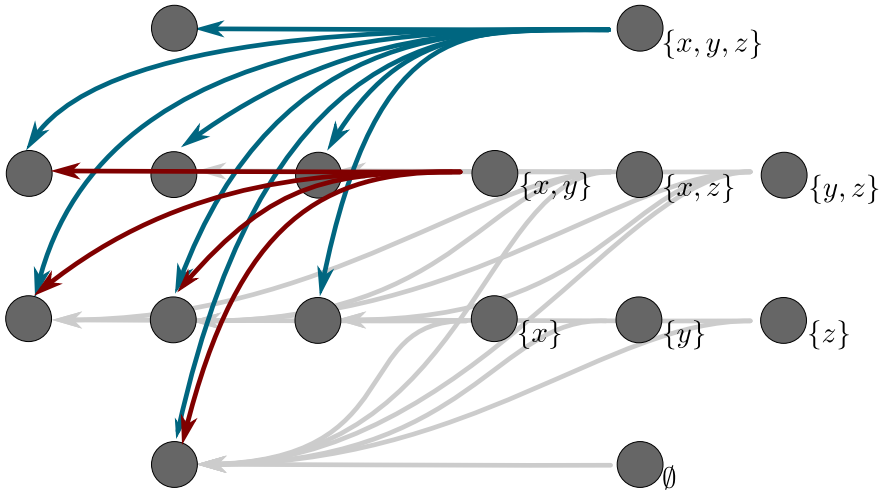 {x, y, z}
{x, y} {x, z} {y, z}
{x} {y} {z}
∅